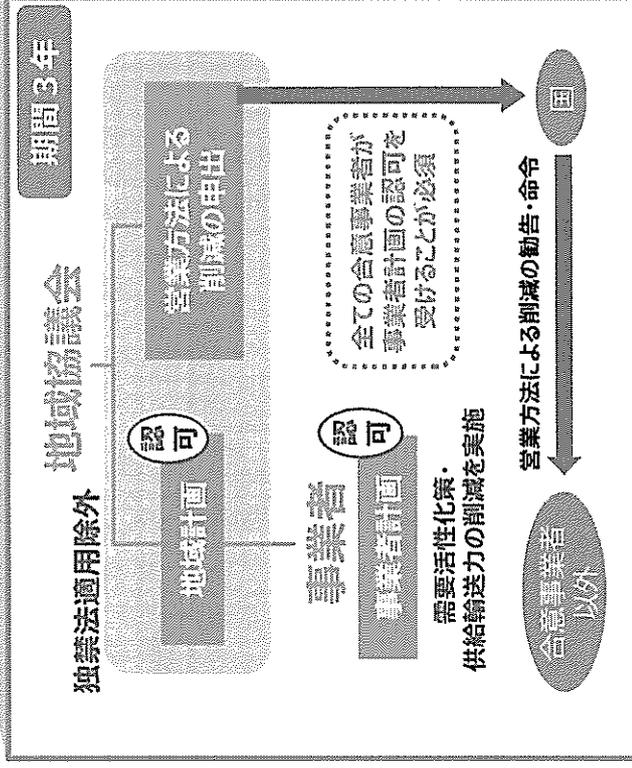 期間3年
地域協議会
独禁法適用除外
認可
地域計画
営業方法による
削減の申出
事業者
認可
事業者計画
全ての合意事業者が
事業者計画の認可を
受けることが必須
需要活性化策・
供給輸送力の削減を実施
国
営業方法による削減の勧告・命令
合意事業者
以外